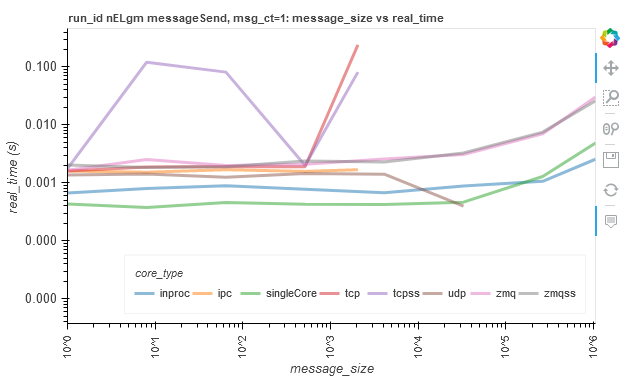 run_id nELgm messageSend, msg_ct=1: message_size vs real_time
0.100
0.010
0.001
0.000
0.000
real_time (s)
core_type
inproc ipc singleCore tcp tcpss udp zmq zmqss
10^0 10^1 10^2 10^3 10^4 10^5 10^6
message_size